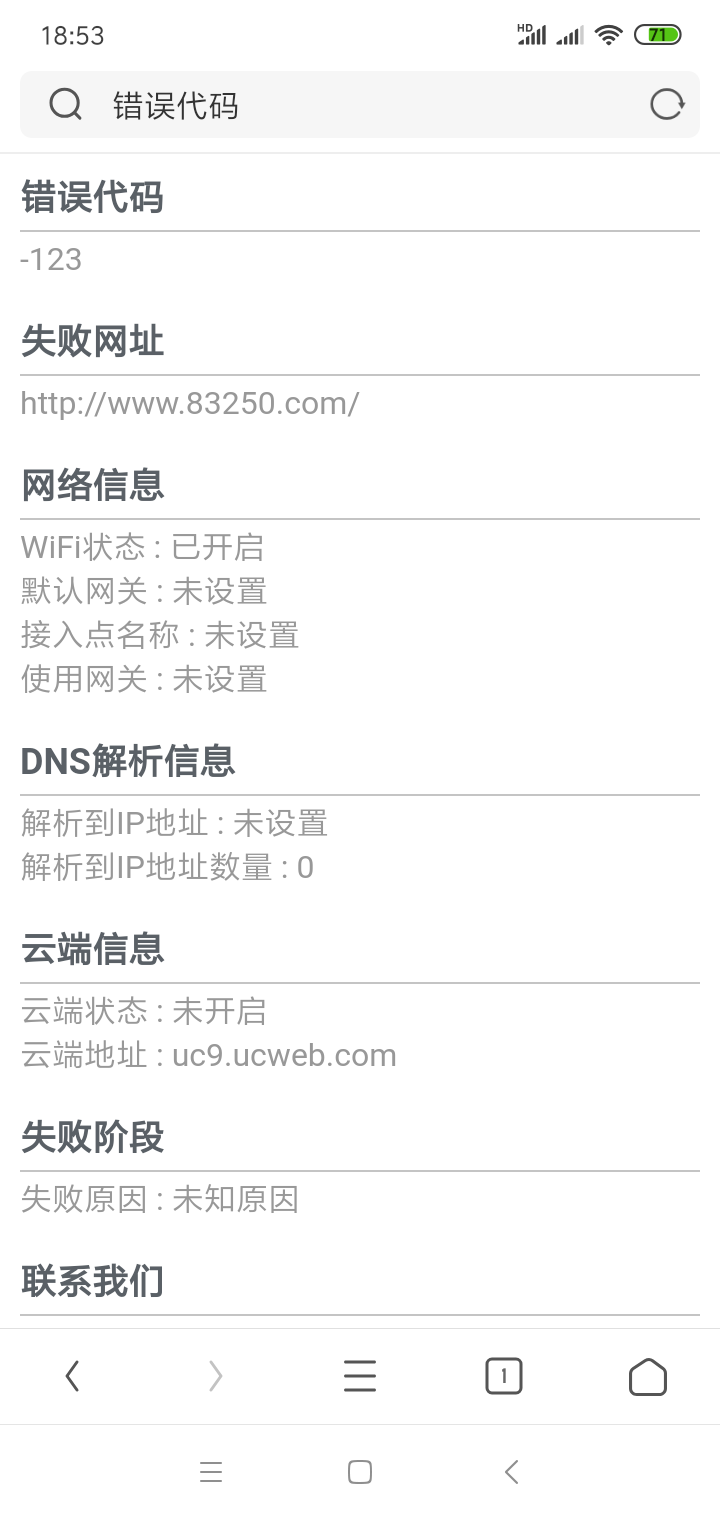 18:53
HD
71
错误代码
错误代码
-123
失败网址
http://www.83250.com/
网络信息
WiFi状态 : 已开启
默认网关 : 未设置
接入点名称 : 未设置
使用网关 : 未设置
DNS解析信息
解析到IP地址 : 未设置
解析到IP地址数量 : 0
云端信息
云端状态 : 未开启
云端地址 : uc9.ucweb.com
失败阶段
失败原因 : 未知原因
联系我们
1